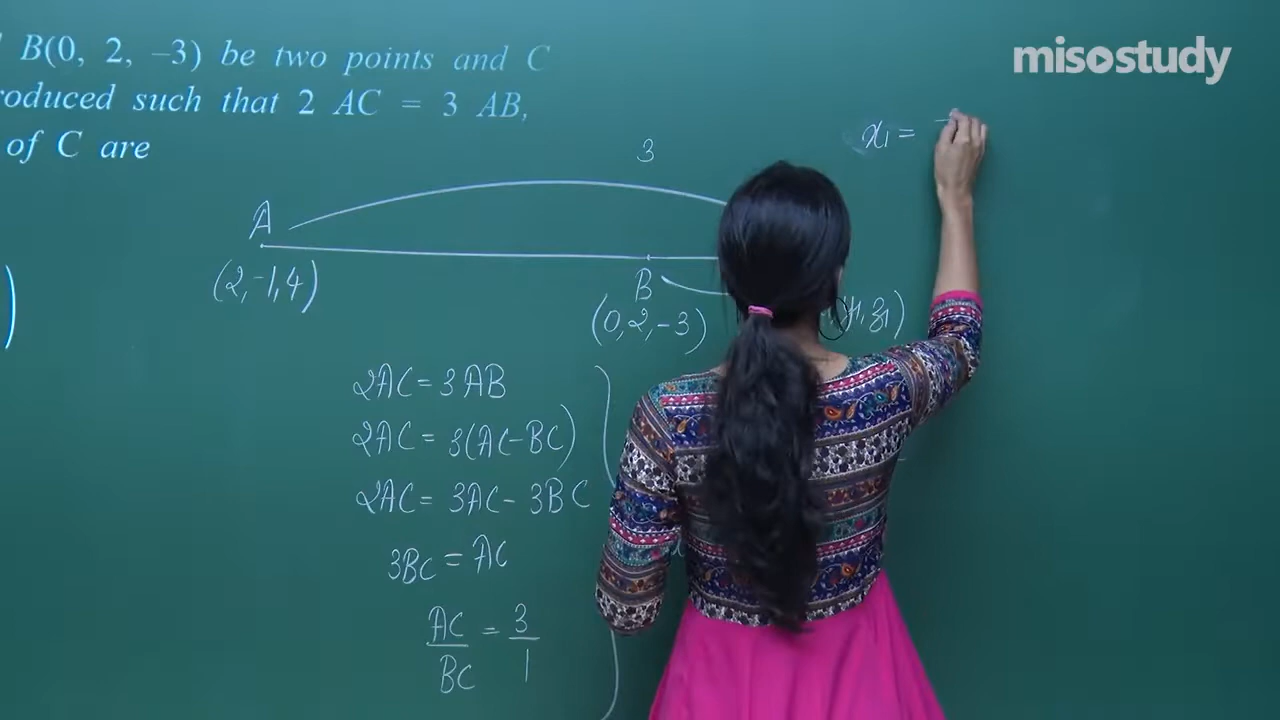 B(0, 2, –3) be two points and C
roduced such that 2 AC = 3 AB,
of C are
misostudy
x₁ =
3
A
(2,-1,4)
B
(0,2,-3)
, y₁, z₁)
)
2AC = 3AB
2AC = 3(AC-BC)
2AC = 3AC - 3BC
3BC = AC
AC/BC = 3/1